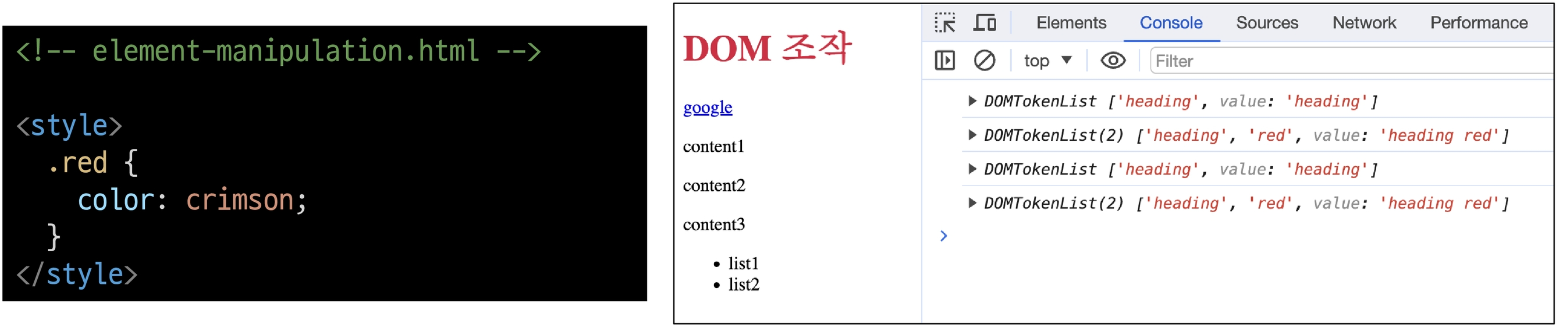 <!-- element-manipulation.html -->
<style>
.red {
color: crimson;
}
</style>
DOM 조작
google
content1
content2
content3
• list1
• list2
Elements Console Sources Network Performance
top ▼ Filter
▶ DOMTokenList ['heading', value: 'heading']
▶ DOMTokenList(2) ['heading', 'red', value: 'heading red']
▶ DOMTokenList ['heading', value: 'heading']
▶ DOMTokenList(2) ['heading', 'red', value: 'heading red']
>